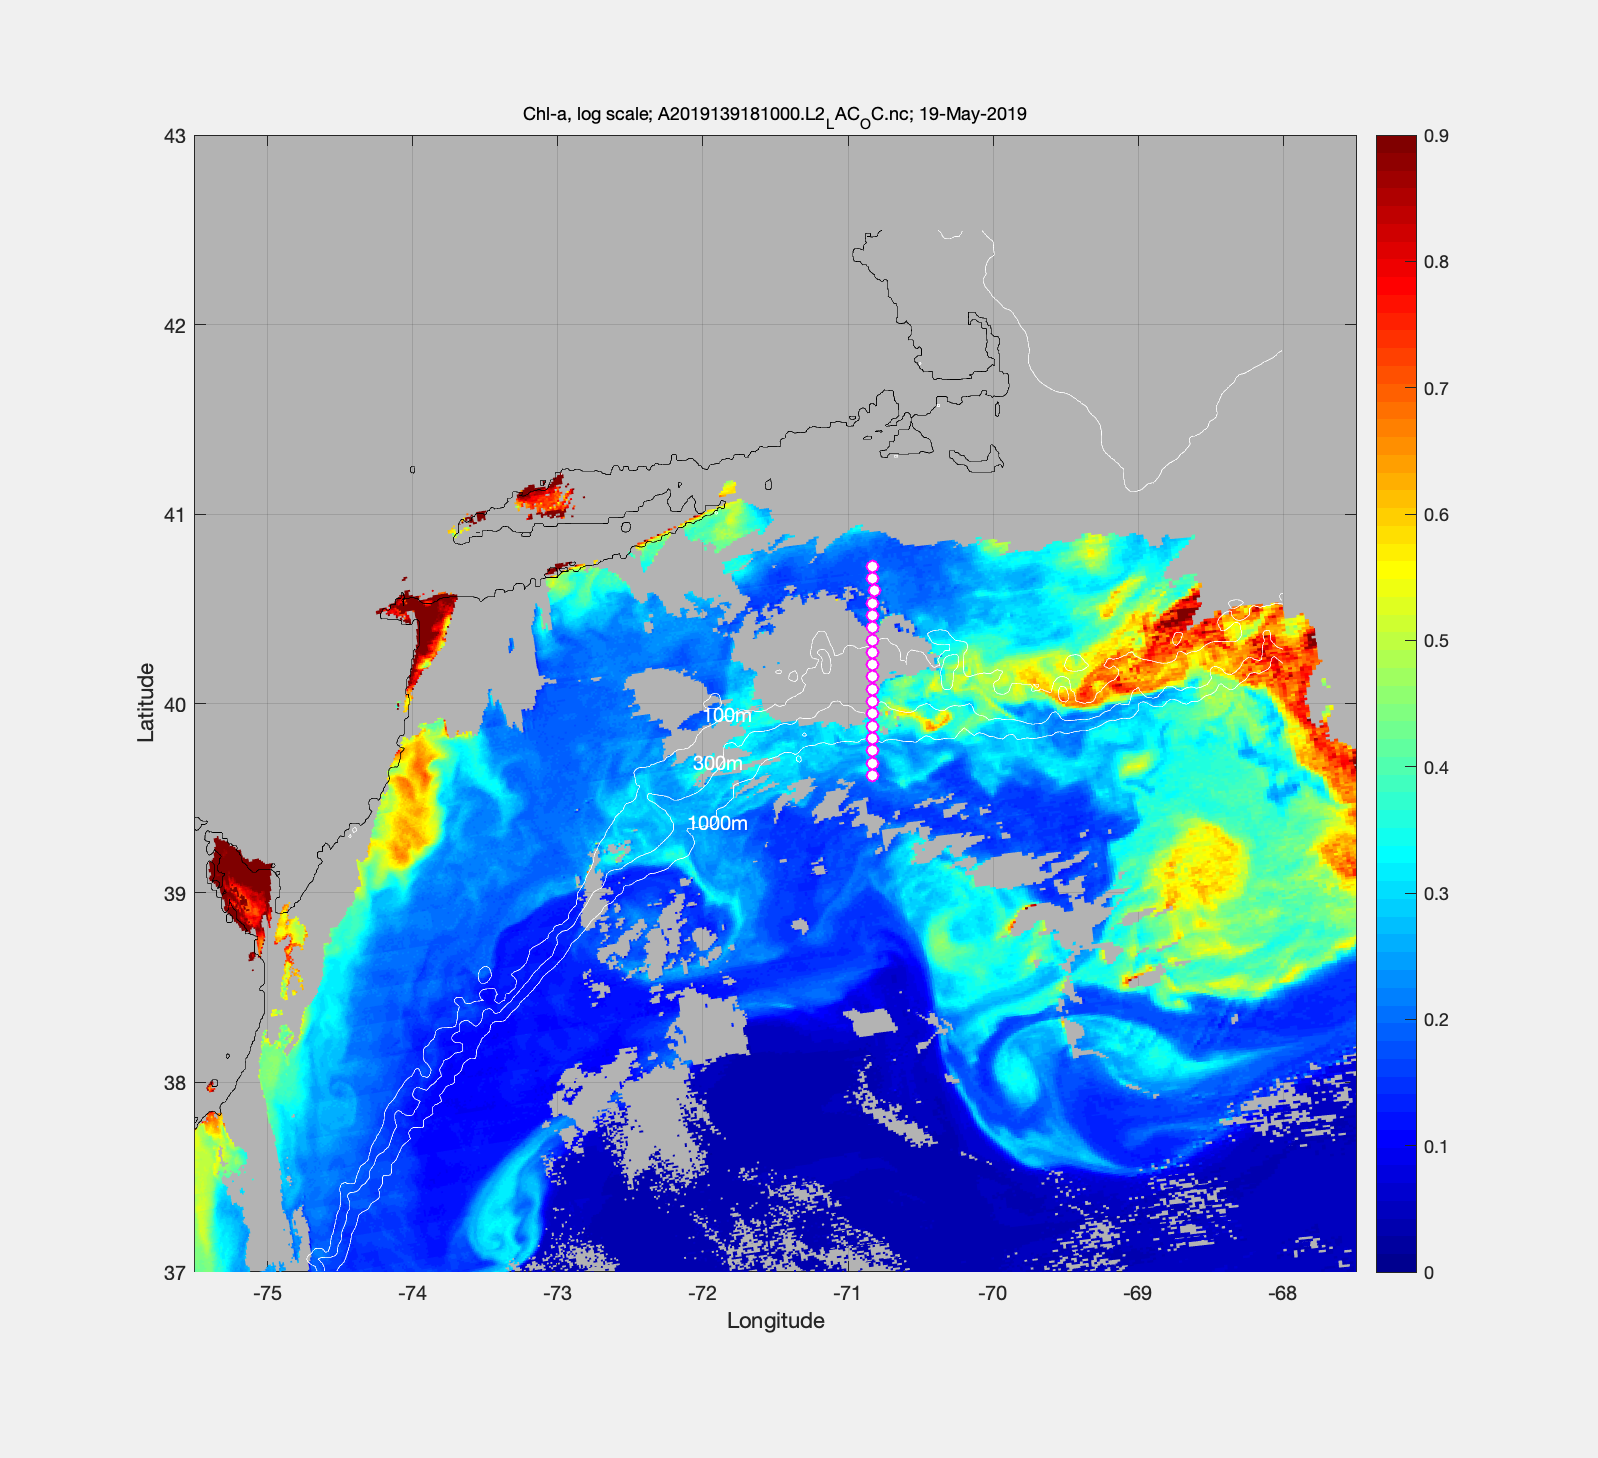 Chl-a, log scale; A2019139181000.L2LACOC.nc; 19-May-2019
43
42
41
40
39
38
37
Latitude
100m
300m
1000m
-75 -74 -73 -72 -71 -70 -69 -68
Longitude
0.9
0.8
0.7
0.6
0.5
0.4
0.3
0.2
0.1
0